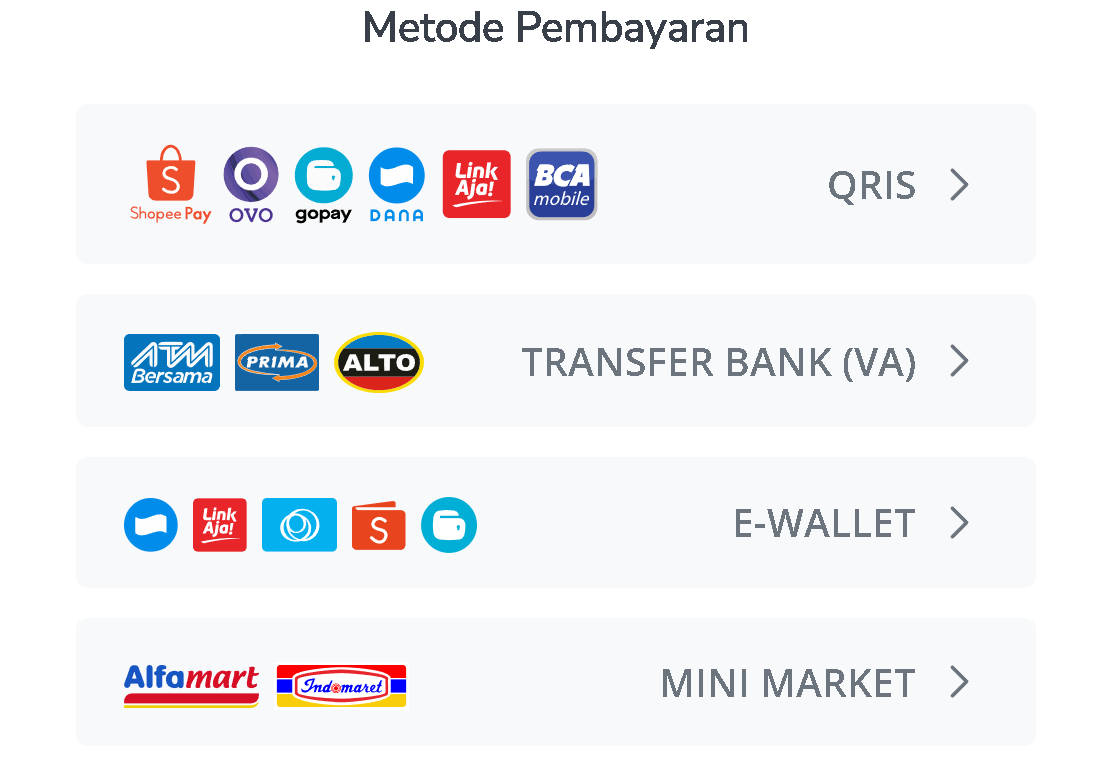 Metode Pembayaran
S
Shopee Pay
OVO
gopay
DANA
Link
Aja!
BCA
mobile
QRIS
ATM
Bersama
PRIMA
ALTO
TRANSFER BANK (VA)
Link
Aja!
S
E-WALLET
Alfamart
Indomaret
MINI MARKET